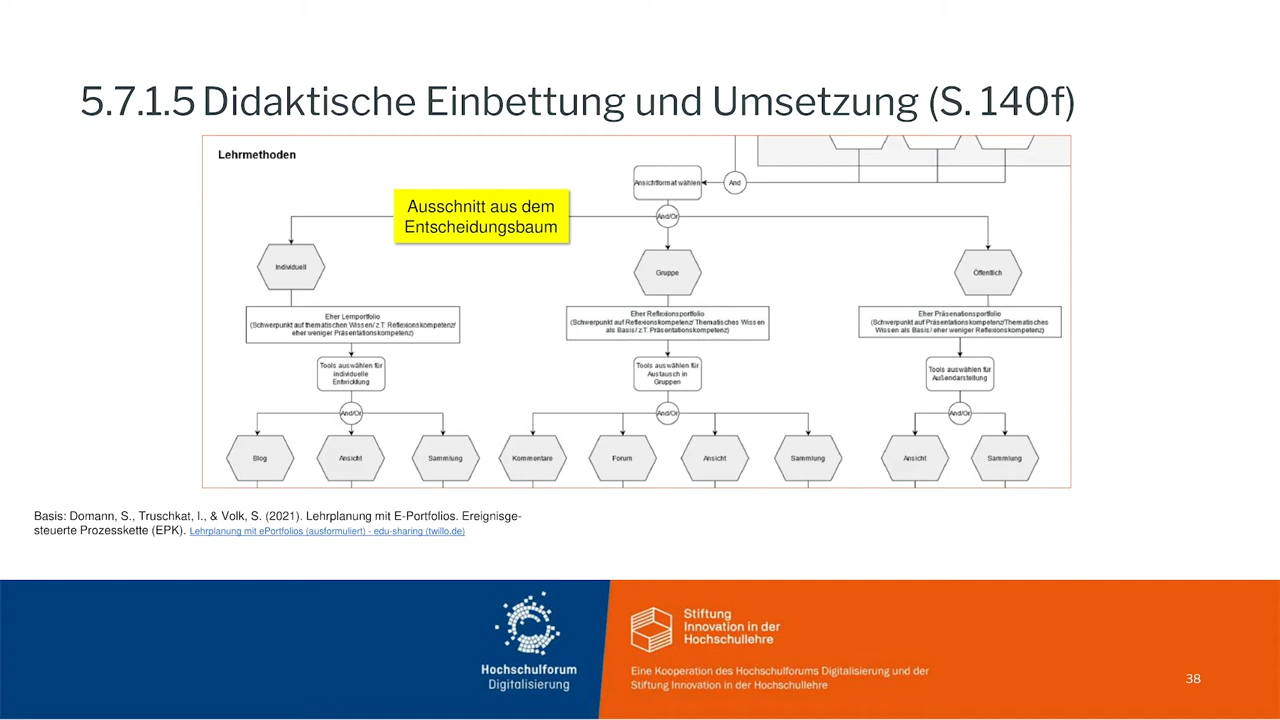 5.7.1.5 Didaktische Einbettung und Umsetzung (S. 140f)
Lehrmethoden
Ansichtformat wählen
And
Ausschnitt aus dem
Entscheidungsbaum
And/Or
Individuell
Gruppe
Öffentlich
Eher Lernportfolio
(Schwerpunkt auf thematischen Wissen/ z.T. Reflexionskompetenz/
eher weniger Präsentationskompetenz)
Eher Reflexionsportfolio
(Schwerpunkt auf Reflexionskompetenz/ Thematisches Wissen
als Basis/ z.T. Präsentationskompetenz)
Eher Präsenationsportfolio
(Schwerpunkt auf Präsentationskompetenz/Thematisches
Wissen als Basis/ eher weniger Reflexionskompetenz)
Tools auswählen für
individuelle
Entwicklung
Tools auswählen für
Austausch in
Gruppen
Tools auswählen für
Außendarstellung
And/Or
And/Or
And/Or
Blog
Ansicht
Sammlung
Kommentare
Forum
Ansicht
Sammlung
Ansicht
Sammlung
Basis: Domann, S., Truschkat, I., & Volk, S. (2021). Lehrplanung mit E-Portfolios. Ereignisge-
steuerte Prozesskette (EPK). Lehrplanung mit ePortfolios (ausformuliert) - edu-sharing (twillo.de)
Hochschulforum
Digitalisierung
Stiftung
Innovation in der
Hochschullehre
Eine Kooperation des Hochschulforums Digitalisierung und der
Stiftung Innovation in der Hochschullehre
38